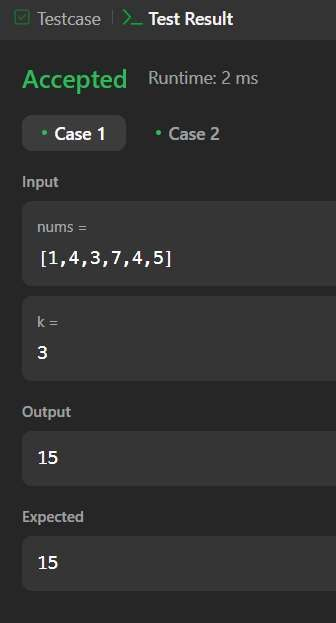 Testcase Test Result
Accepted Runtime: 2 ms
• Case 1 • Case 2
Input
nums =
[1,4,3,7,4,5]
k =
3
Output
15
Expected
15